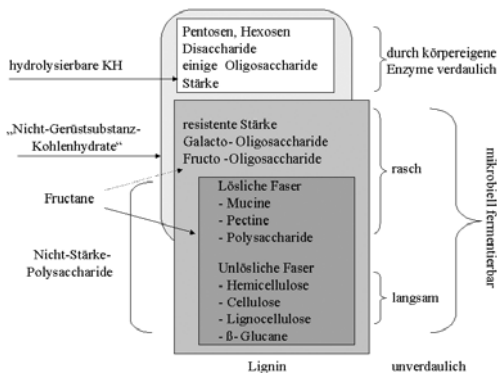 Pentosen, Hexosen
Disaccharide
einige Oligosaccharide
Stärke
hydrolysierbare KH
durch körpereigene
Enzyme verdaulich
„Nicht-Gerüstsubstanz-
Kohlenhydrate“
resistente Stärke
Galacto- Oligosaccharide
Fructo -Oligosaccharide
Fructane
rasch
mikrobiell fermentierbar
Lösliche Faser
- Mucine
- Pectine
- Polysaccharide
Nicht-Stärke-
Polysaccharide
Unlösliche Faser
- Hemicellulose
- Cellulose
- Lignocellulose
- ß- Glucane
langsam
Lignin
unverdaulich